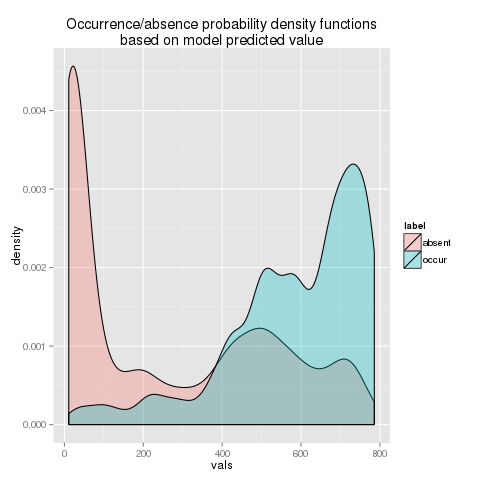 Occurrence/absence probability density functions
based on model predicted value
0.004
0.003
0.002
0.001
0.000
density
0
200
400
600
800
vals
label
absent
occur